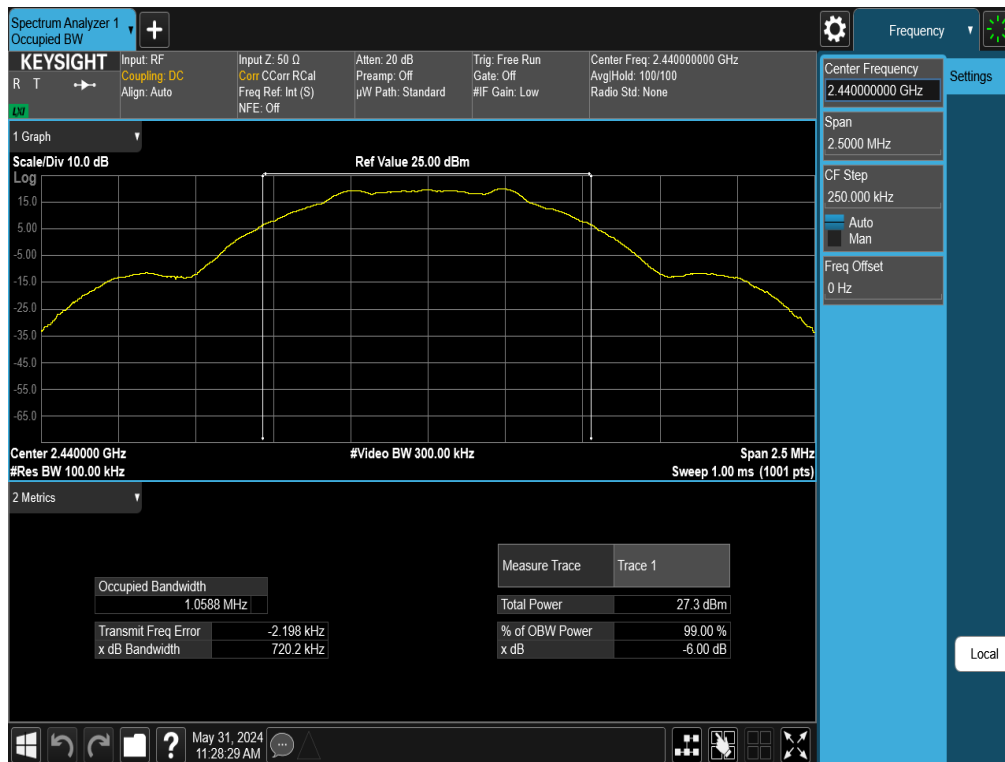 Spectrum Analyzer 1
Occupied BW
Frequency
KEYSIGHT
R T
LXI
Input: RF
Coupling: DC
Align: Auto
Input Z: 50 Ω
Corr CCorr RCal
Freq Ref: Int (S)
NFE: Off
Atten: 20 dB
Preamp: Off
µW Path: Standard
Trig: Free Run
Gate: Off
#IF Gain: Low
Center Freq: 2.440000000 GHz
Avg|Hold: 100/100
Radio Std: None
Center Frequency
2.440000000 GHz
Settings
Span
2.5000 MHz
CF Step
250.000 kHz
Auto
Man
Freq Offset
0 Hz
1 Graph
Scale/Div 10.0 dB
Ref Value 25.00 dBm
Log
15.0
5.00
-5.00
-15.0
-25.0
-35.0
-45.0
-55.0
-65.0
Center 2.440000 GHz
#Video BW 300.00 kHz
Span 2.5 MHz
#Res BW 100.00 kHz
Sweep 1.00 ms (1001 pts)
2 Metrics
Measure Trace Trace 1
Occupied Bandwidth
1.0588 MHz
Total Power 27.3 dBm
Transmit Freq Error -2.198 kHz
% of OBW Power 99.00 %
x dB Bandwidth 720.2 kHz
x dB -6.00 dB
Local
?
May 31, 2024
11:28:29 AM